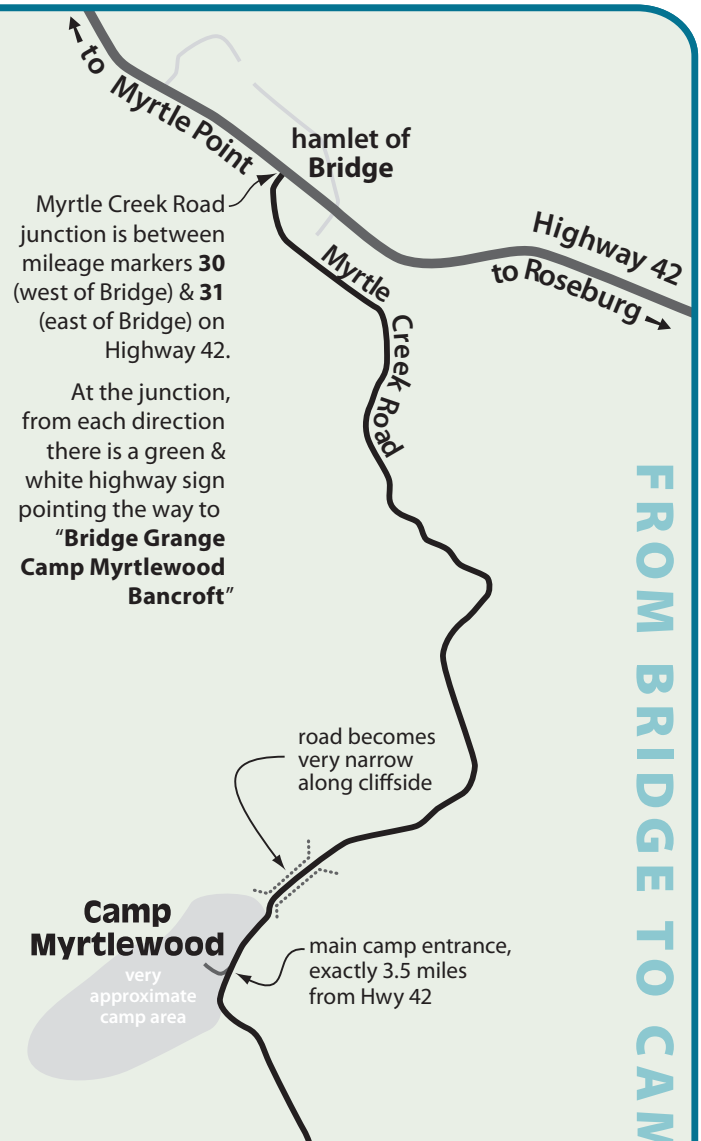 to Myrtle Point
hamlet of
Bridge
Myrtle Creek Road
junction is between
mileage markers 30
(west of Bridge) & 31
(east of Bridge) on
Highway 42.
Highway 42
to Roseburg
Myrtle Creek Road
At the junction,
from each direction
there is a green &
white highway sign
pointing the way to
“Bridge Grange
Camp Myrtlewood
Bancroft”
road becomes
very narrow
along cliffside
Camp
Myrtlewood
very
approximate
camp area
main camp entrance,
exactly 3.5 miles
from Hwy 42
FROM BRIDGE TO CAM